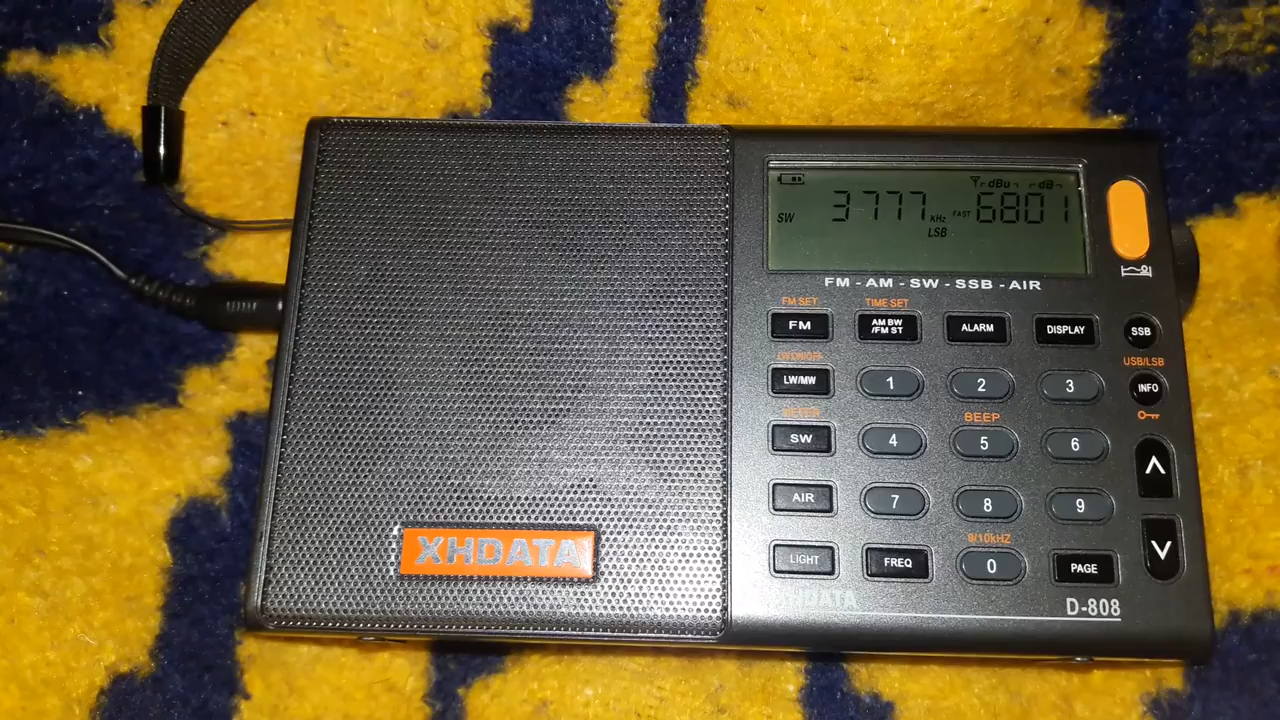 dBu dB
SW 3777 KHz FAST 6801
LSB
FM - AM - SW - SSB - AIR
FM SET TIME SET
FM AM BW /FM ST ALARM DISPLAY SSB
USB/LSB
LW/MW 1 2 3 INFO
BEEP
SW 4 5 6
AIR 7 8 9
9/10kHz
LIGHT FREQ 0 PAGE
XHDATA
XHDATA D-808